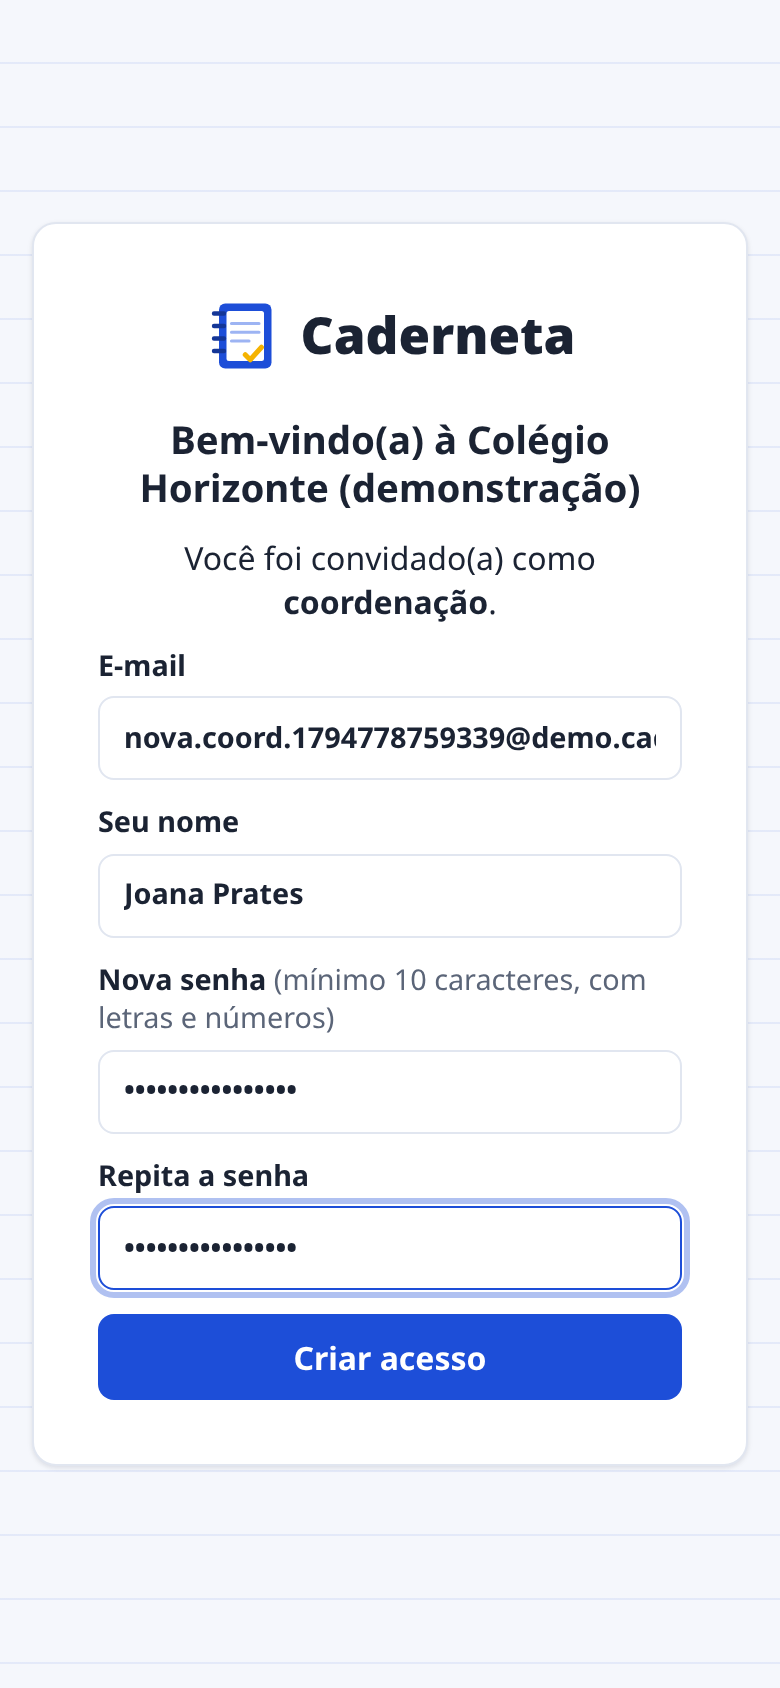 Caderneta
Bem-vindo(a) à Colégio
Horizonte (demonstração)
Você foi convidado(a) como
coordenação.
E-mail
nova.coord.1794778759339@demo.ca
Seu nome
Joana Prates
Nova senha (mínimo 10 caracteres, com
letras e números)
••••••••••••••••
Repita a senha
••••••••••••••••
Criar acesso